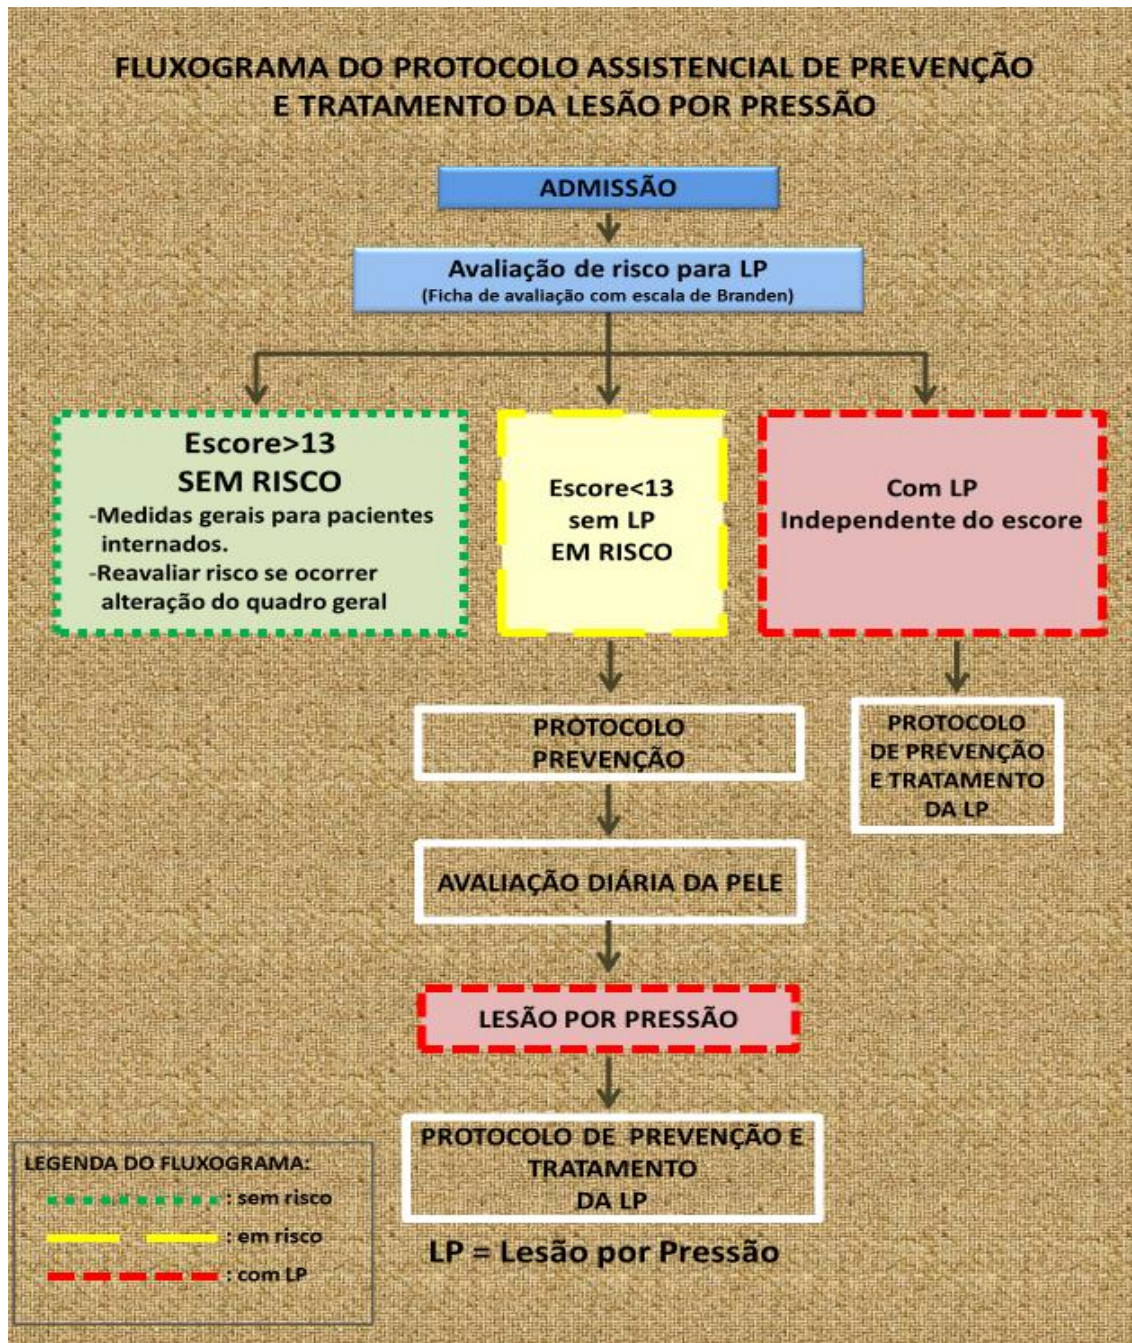 FLUXOGRAMA DO PROTOCOLO ASSISTENCIAL DE PREVENÇÃO
E TRATAMENTO DA LESÃO POR PRESSÃO
ADMISSÃO
Avaliação de risco para LP
(Ficha de avaliação com escala de Branden)
Escore>13
SEM RISCO
-Medidas gerais para pacientes
internados.
-Reavaliar risco se ocorrer
alteração do quadro geral
Escore<13
sem LP
EM RISCO
Com LP
Independente do escore
PROTOCOLO
PREVENÇÃO
PROTOCOLO
DE PREVENÇÃO
E TRATAMENTO
DA LP
AVALIAÇÃO DIÁRIA DA PELE
LESÃO POR PRESSÃO
PROTOCOLO DE PREVENÇÃO E
TRATAMENTO
DA LP
LEGENDA DO FLUXOGRAMA:
: sem risco
: em risco
: com LP
LP = Lesão por Pressão